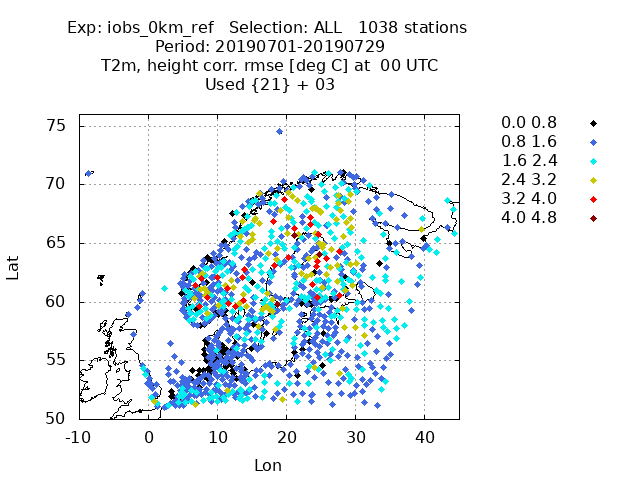 Exp: iobs_0km_ref   Selection: ALL   1038 stations
Period: 20190701-20190729
T2m, height corr. rmse [deg C] at  00 UTC
Used {21} + 03
0.0 0.8
0.8 1.6
1.6 2.4
2.4 3.2
3.2 4.0
4.0 4.8
75
70
65
60
55
50
Lat
-10 0 10 20 30 40
Lon